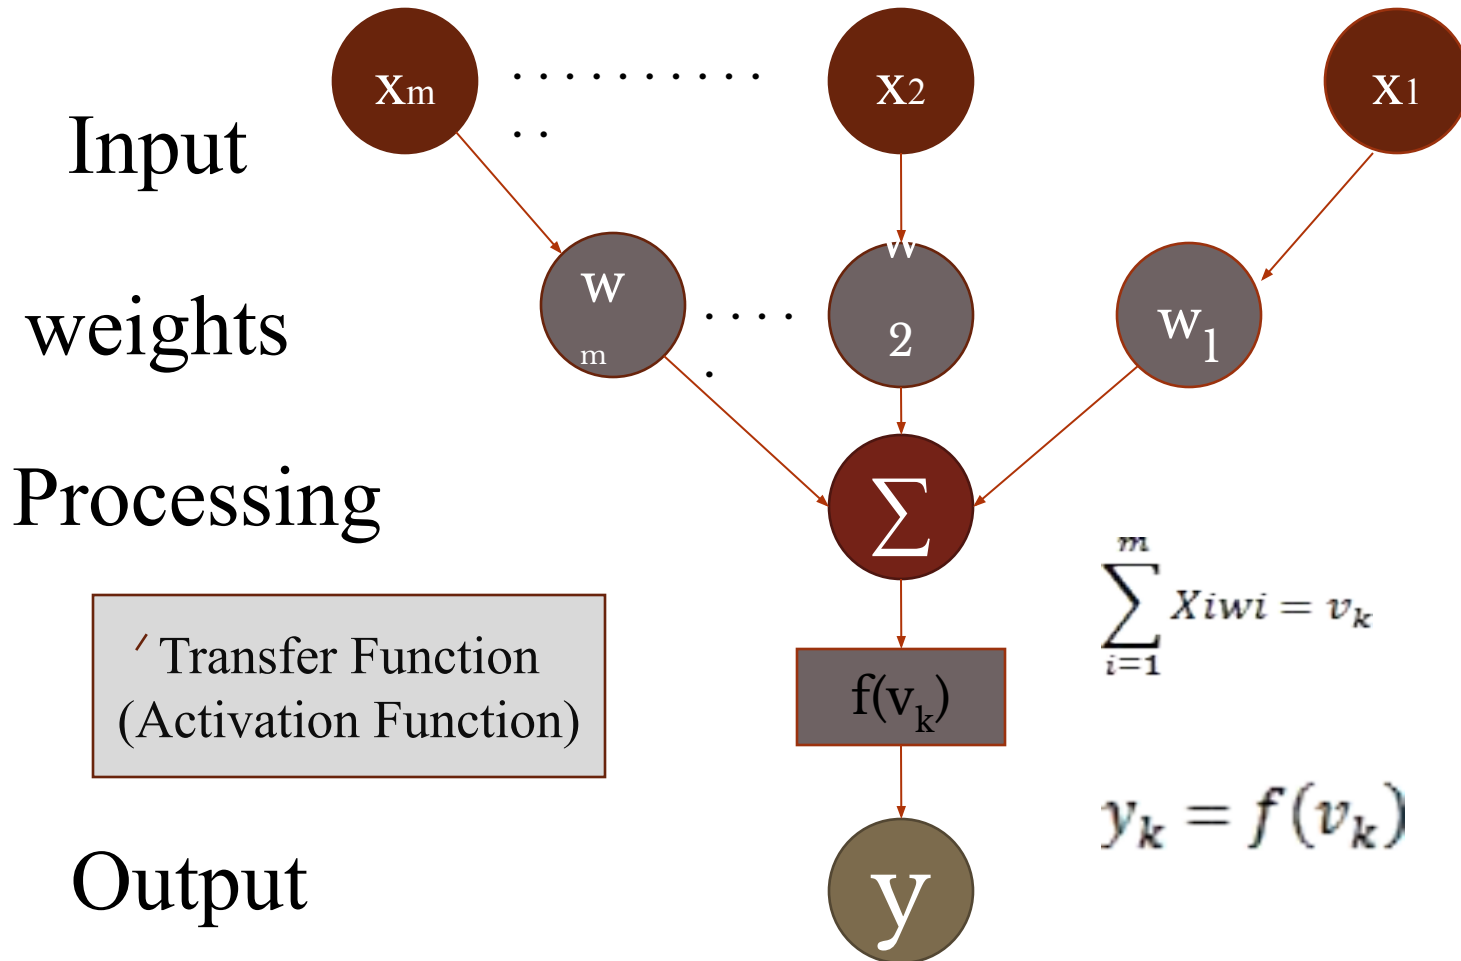 xm . . . . . . . . . . x2 x1
. .
Input
w . . . . w w1
m 2
.
weights
Processing
∑
m
∑ Xiwi = vk
i=1
Transfer Function
(Activation Function)
f(vk)
yk = f(vk)
Output
y